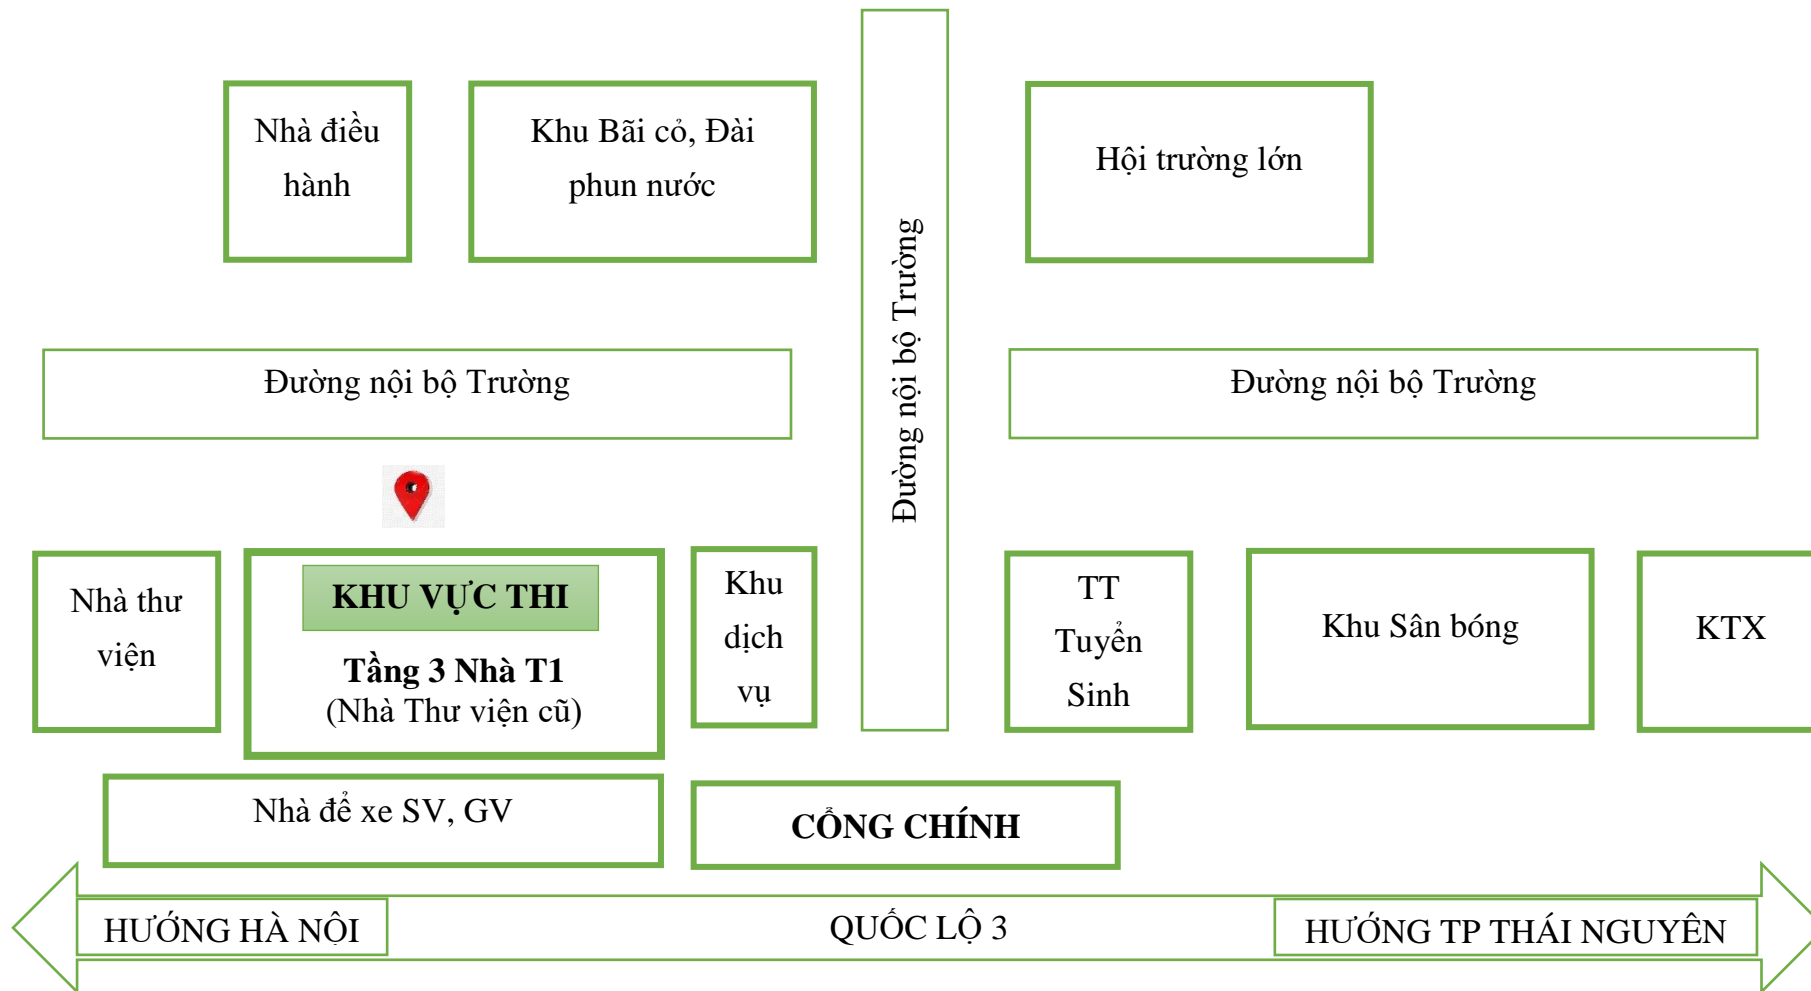 Nhà điều
hành
Khu Bãi cỏ, Đài
phun nước
Hội trường lớn
Đường nội bộ Trường
Đường nội bộ Trường
Đường nội bộ Trường
Nhà thư
viện
KHU VỰC THI
Tầng 3 Nhà T1
(Nhà Thư viện cũ)
Khu
dịch
vụ
TT
Tuyển
Sinh
Khu Sân bóng
KTX
Nhà để xe SV, GV
CỔNG CHÍNH
HƯỚNG HÀ NỘI
QUỐC LỘ 3
HƯỚNG TP THÁI NGUYÊN